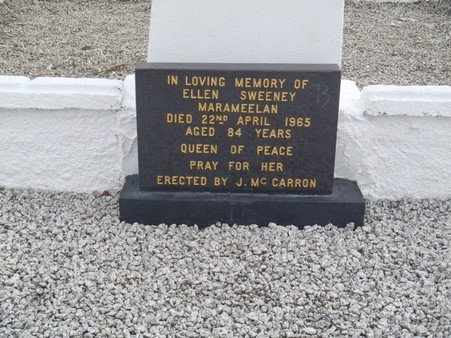 IN LOVING MEMORY OF
ELLEN SWEENEY
MARAMEELAN
DIED 22ND APRIL 1965
AGED 84 YEARS
QUEEN OF PEACE
PRAY FOR HER
ERECTED BY J. Mc CARRON